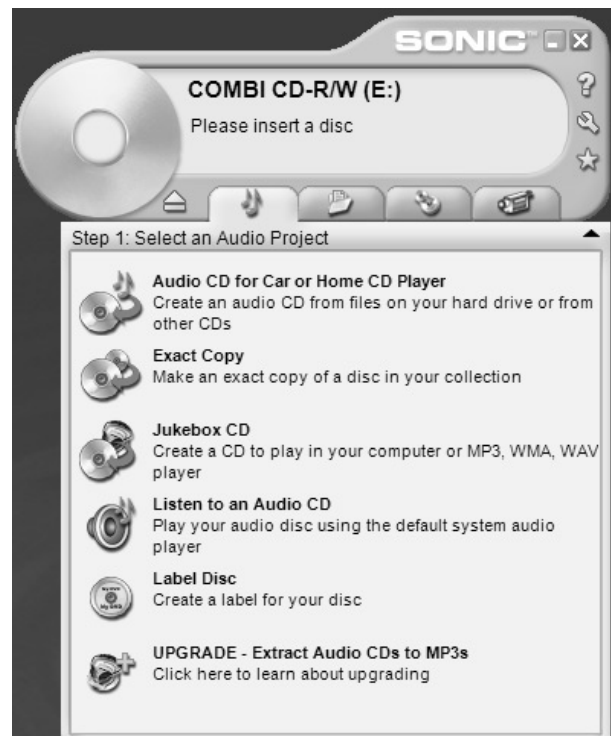 SONIC™
COMBI CD-R/W (E:)
Please insert a disc
Step 1: Select an Audio Project
Audio CD for Car or Home CD Player
Create an audio CD from files on your hard drive or from
other CDs
Exact Copy
Make an exact copy of a disc in your collection
Jukebox CD
Create a CD to play in your computer or MP3, WMA, WAV
player
Listen to an Audio CD
Play your audio disc using the default system audio
player
Label Disc
Create a label for your disc
UPGRADE - Extract Audio CDs to MP3s
Click here to learn about upgrading